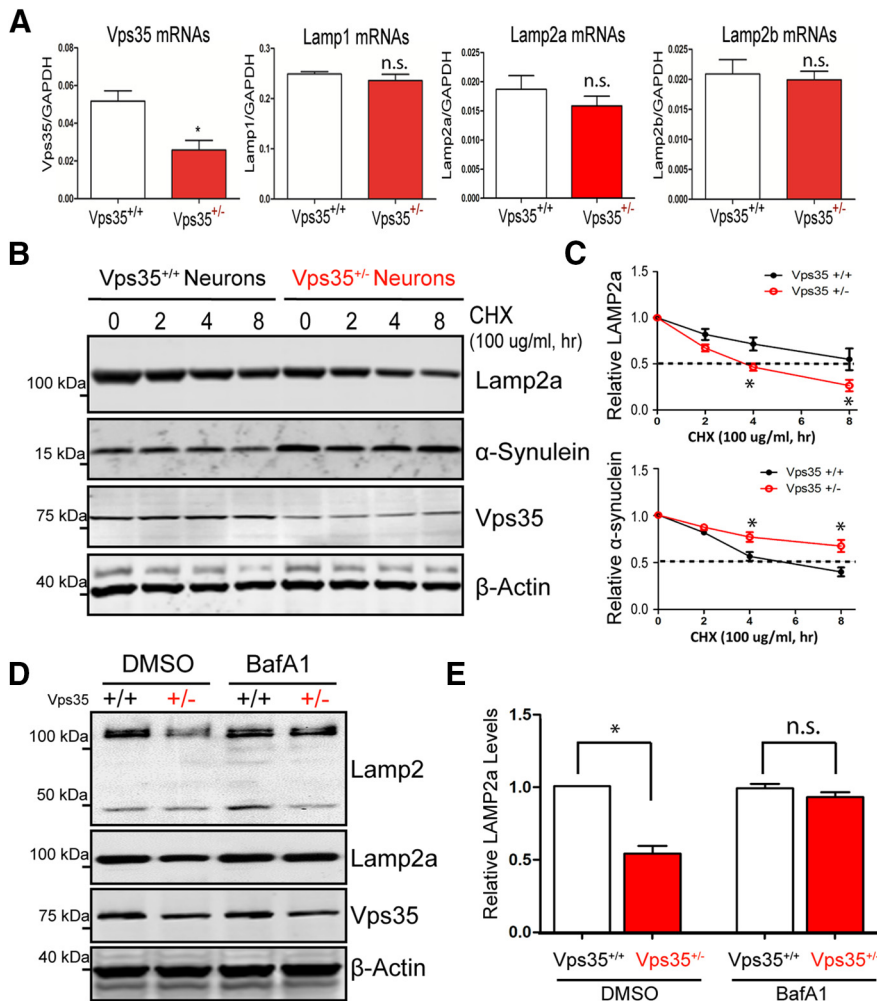 A
Vps35 mRNAs
Vps35/GAPDH
0.08
0.06
0.04
0.02
0.00
*
Vps35+/+
Vps35+/-
Lamp1 mRNAs
Lamp1/GAPDH
0.3
0.2
0.1
0.0
n.s.
Vps35+/+
Vps35+/-
Lamp2a mRNAs
Lamp2a/GAPDH
0.025
0.020
0.015
0.010
0.005
0.000
n.s.
Vps35+/+
Vps35+/-
Lamp2b mRNAs
Lamp2b/GAPDH
0.025
0.020
0.015
0.010
0.005
0.000
n.s.
Vps35+/+
Vps35+/-
B
Vps35+/+ Neurons Vps35+/- Neurons
0 2 4 8 0 2 4 8 CHX
(100 ug/ml, hr)
100 kDa
Lamp2a
15 kDa
α-Synulein
75 kDa
Vps35
40 kDa
β-Actin
C
Relative LAMP2a
1.5
1.0
0.5
0.0
Vps35 +/+
Vps35 +/-
*
*
0 2 4 6 8
CHX (100 ug/ml, hr)
Relative α-synuclein
1.5
1.0
0.5
0.0
Vps35 +/+
Vps35 +/-
* *
0 2 4 6 8
CHX (100 ug/ml, hr)
D
DMSO BafA1
Vps35 +/+ +/- +/+ +/-
100 kDa
50 kDa
Lamp2
100 kDa
Lamp2a
75 kDa
Vps35
40 kDa
β-Actin
E
Relative LAMP2a Levels
1.5
1.0
0.5
0.0
*
n.s.
Vps35+/+ Vps35+/- Vps35+/+ Vps35+/-
DMSO BafA1